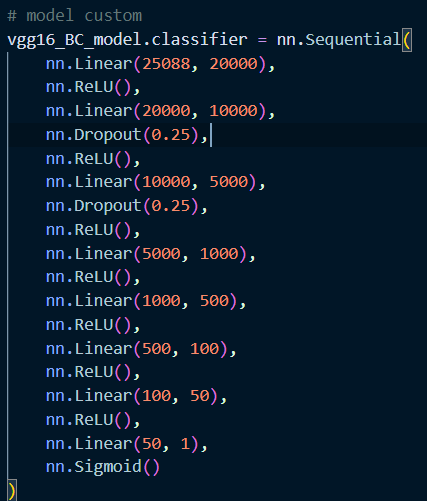 # model custom
vgg16_BC_model.classifier = nn.Sequential(
    nn.Linear(25088, 20000),
    nn.ReLU(),
    nn.Linear(20000, 10000),
    nn.Dropout(0.25),
    nn.ReLU(),
    nn.Linear(10000, 5000),
    nn.Dropout(0.25),
    nn.ReLU(),
    nn.Linear(5000, 1000),
    nn.ReLU(),
    nn.Linear(1000, 500),
    nn.ReLU(),
    nn.Linear(500, 100),
    nn.ReLU(),
    nn.Linear(100, 50),
    nn.ReLU(),
    nn.Linear(50, 1),
    nn.Sigmoid()
)